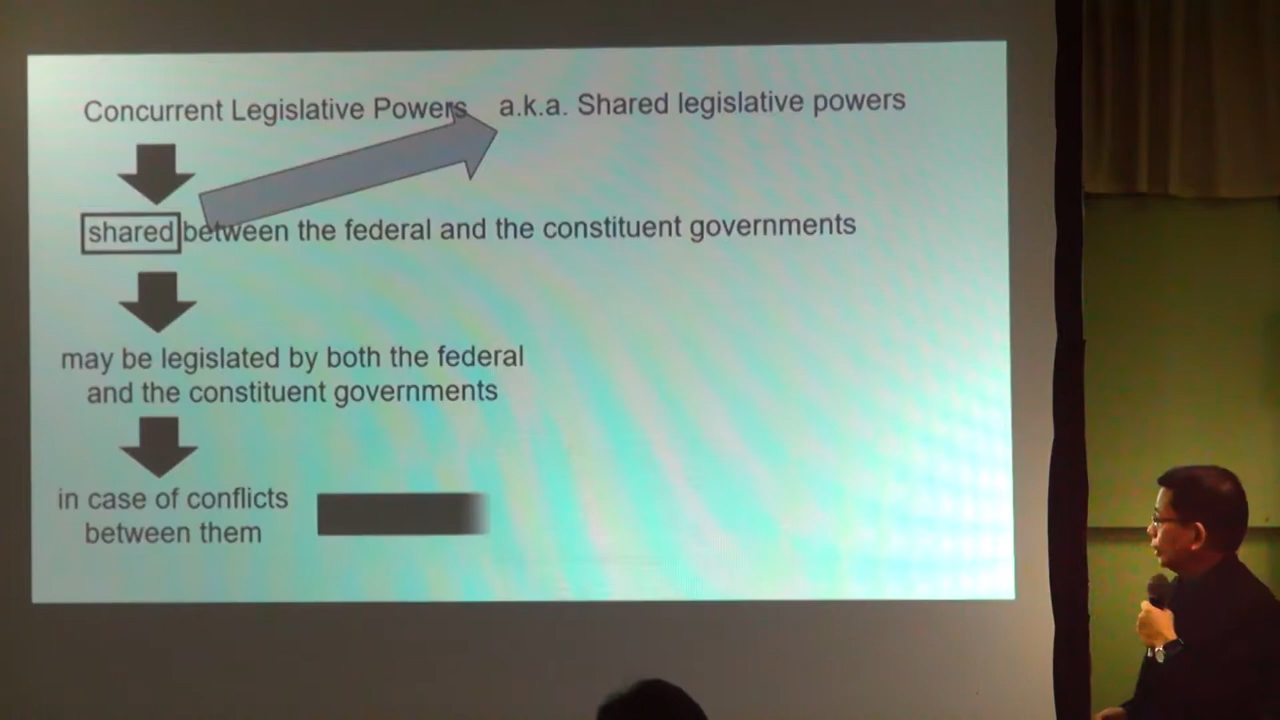 Concurrent Legislative Powers a.k.a. Shared legislative powers
shared between the federal and the constituent governments
may be legislated by both the federal
and the constituent governments
in case of conflicts
between them